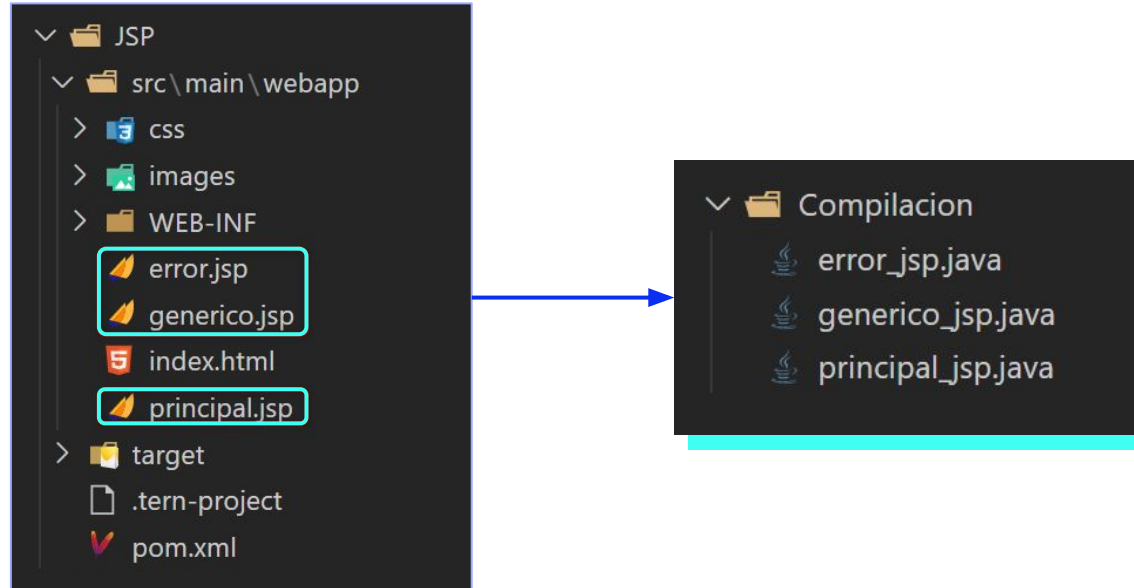 JSP
src\main\webapp
css
images
WEB-INF
error.jsp
generico.jsp
index.html
principal.jsp
target
.tern-project
pom.xml
Compilacion
error_jsp.java
generico_jsp.java
principal_jsp.java